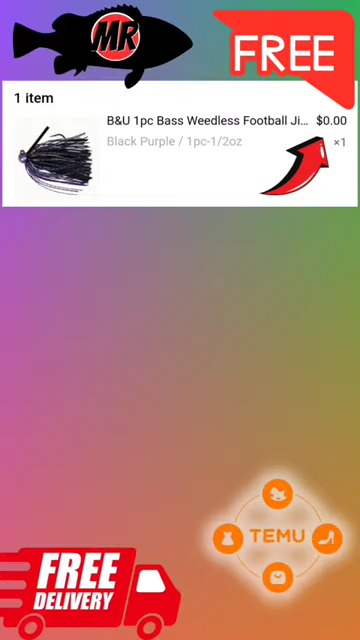 MR
FREE
1 item
B&U 1pc Bass Weedless Football Ji... $0.00
Black Purple / 1pc-1/2oz ×1
TEMU
FREE
DELIVERY